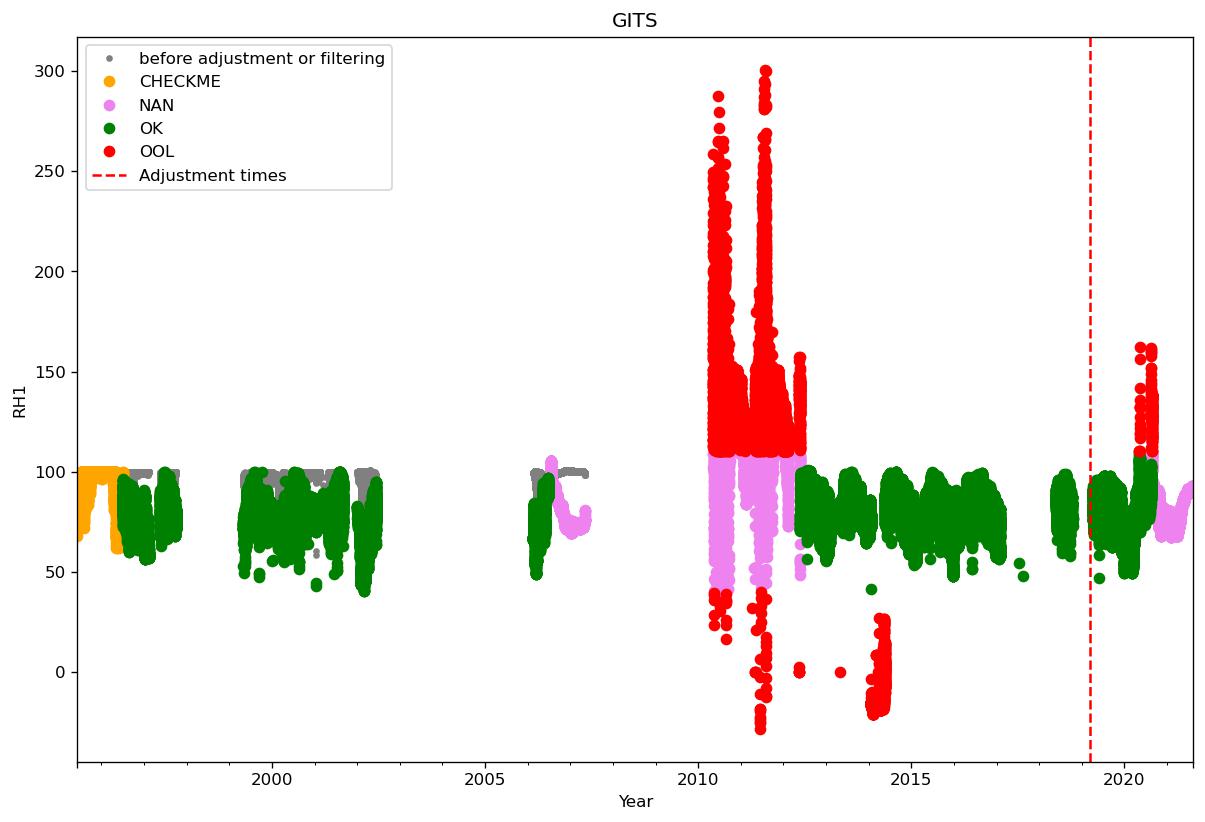 GITS
before adjustment or filtering
CHECKME
NAN
OK
OOL
Adjustment times
300
250
200
150
100
50
0
RH1
2000 2005 2010 2015 2020
Year